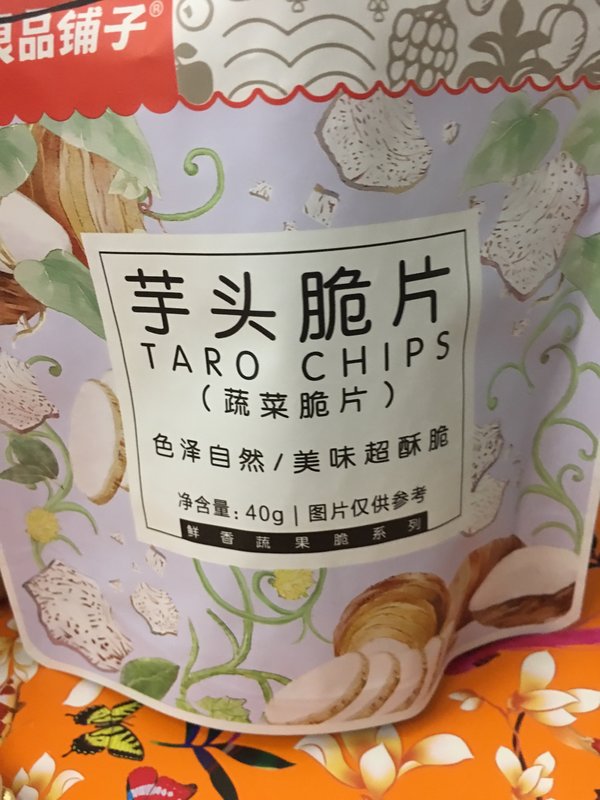 良品铺子®
芋头脆片
TARO CHIPS
（蔬菜脆片）
色泽自然/美味超酥脆
净含量: 40g | 图片仅供参考
鲜香蔬果脆系列